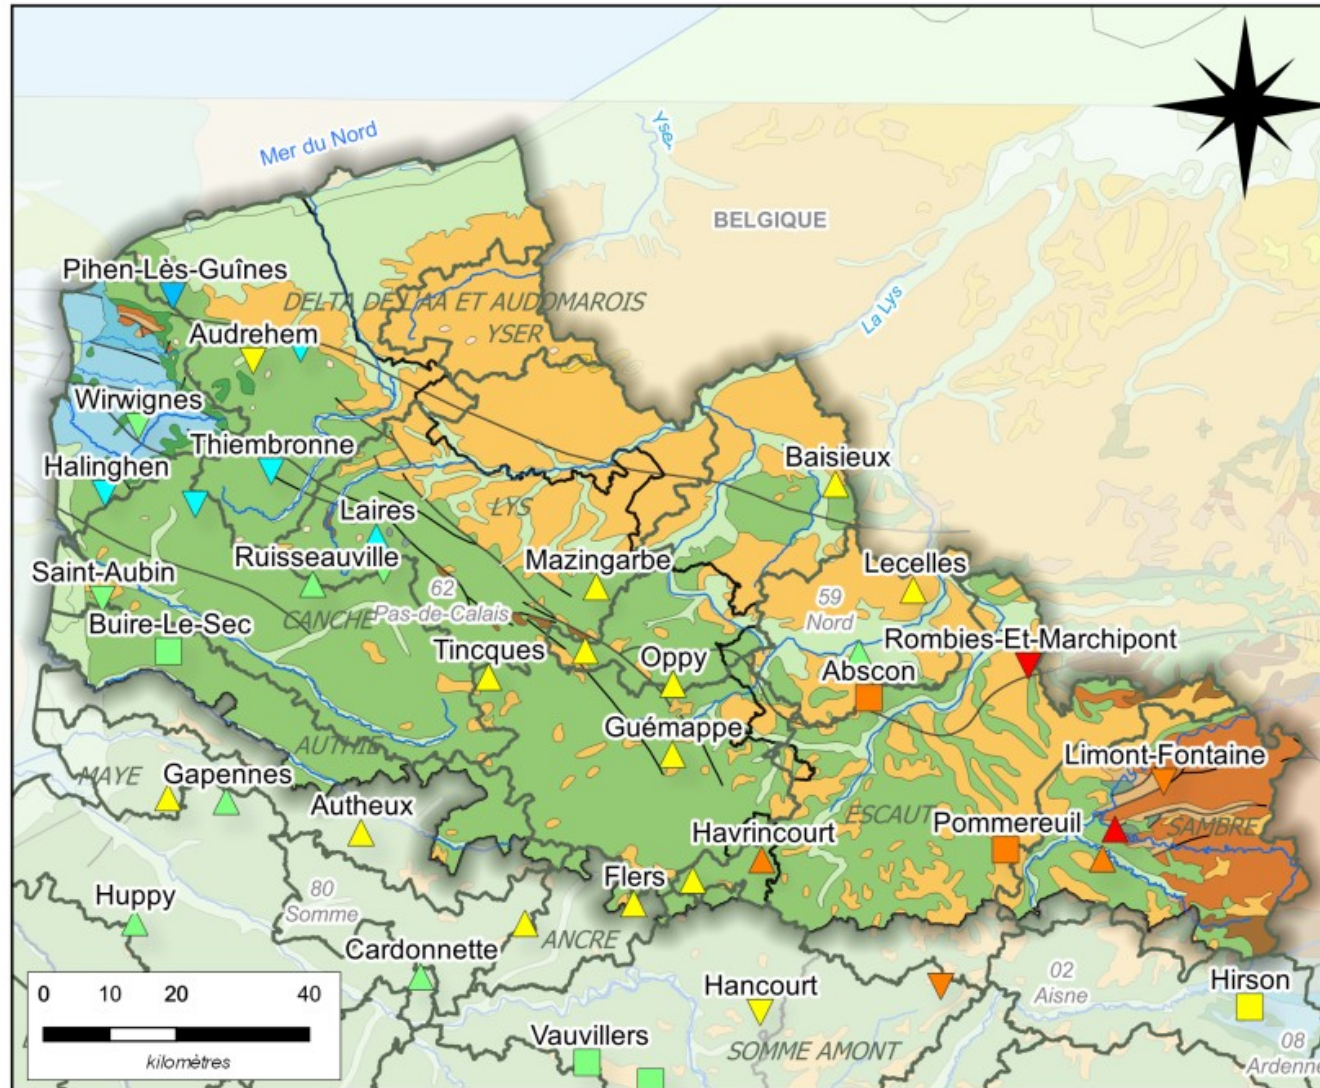 Mer du Nord
Yser
BELGIQUE
Pihen-Lès-Guînes
DELTA DE L'AA ET AUDOMAROIS
YSER
La Lys
Audrehem
Wirwignes
Thiembronne
Halinghen
Baisieux
LYS
Laires
Ruisseauville
Mazingarbe
Lecelles
Saint-Aubin
62
Pas-de-Calais
59
Nord
CANCHE
Buire-Le-Sec
Tincques
Oppy
Rombies-Et-Marchipont
Abscon
Guémappe
AUTHIE
Limont-Fontaine
MAYE
Gapennes
Autheux
ESCAUT
Havrincourt
Pommereuil
SAMBRE
Flers
Huppy
80
Somme
ANCRE
Cardonnette
Hancourt
02
Aisne
Hirson
0 10 20 40
kilomètres
Vauvillers
SOMME AMONT
08
Ardenne